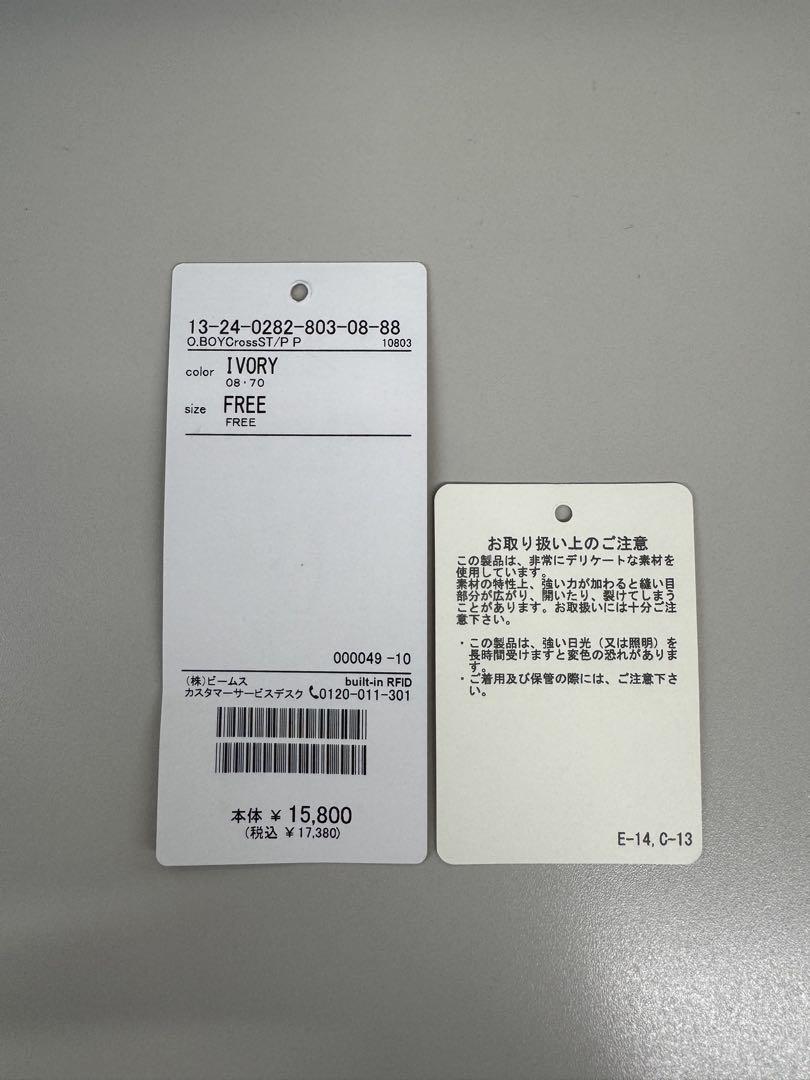 13-24-0282-803-08-88
O.BOYCrossST/P P 10803
color IVORY
08・70
size FREE
FREE
000049 -10
(株)ビームス built-in RFID
カスタマーサービスデスク 0120-011-301
本体 ¥ 15,800
(税込 ¥17,380)
お取り扱い上のご注意
この製品は、非常にデリケートな素材を
使用しています。
素材の特性上、強い力が加わると縫い目
部分が広がり、開いたり、裂けてしまう
ことがあります。お取扱いには十分ご注
意下さい。
・この製品は、強い日光（又は照明）を
長時間受けますと変色の恐れがありま
す。
・ご着用及び保管の際には、ご注意下さ
い。
E-14, C-13